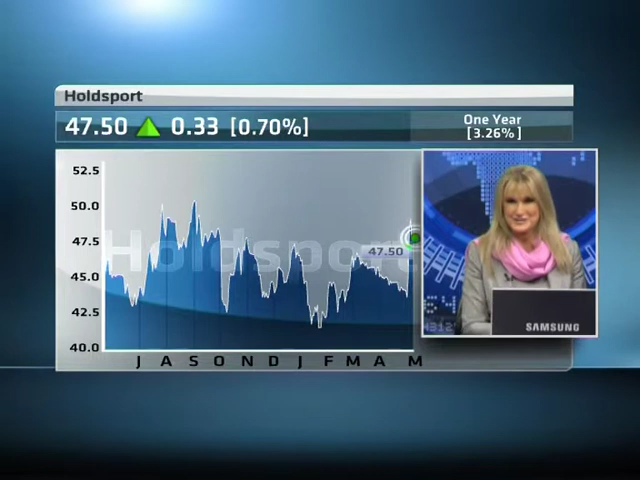 Holdsport
47.50 0.33 [0.70%]
One Year
[3.26%]
52.5
50.0
47.5
45.0
42.5
40.0
Holdsport
47.50
J A S O N D J F M A M
SAMSUNG